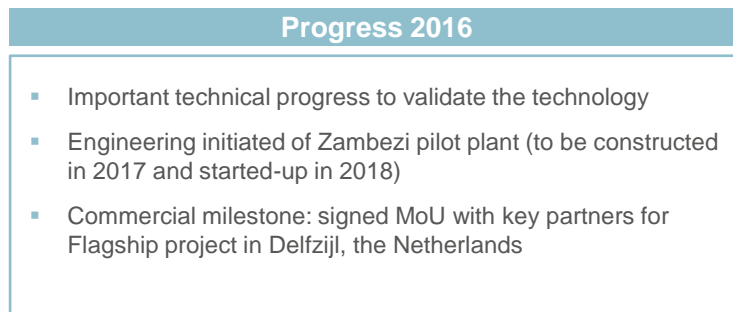 Progress 2016
▪ Important technical progress to validate the technology
▪ Engineering initiated of Zambezi pilot plant (to be constructed
in 2017 and started-up in 2018)
▪ Commercial milestone: signed MoU with key partners for
Flagship project in Delfzijl, the Netherlands